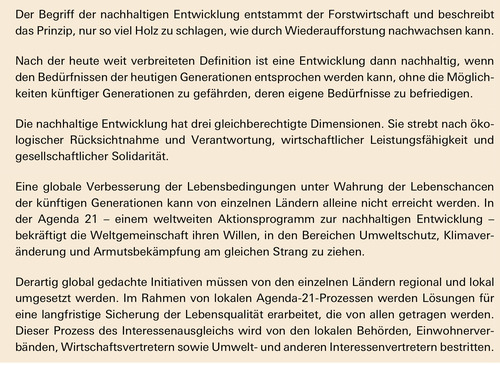 Der Begriff der nachhaltigen Entwicklung entstammt der Forstwirtschaft und beschreibt
das Prinzip, nur so viel Holz zu schlagen, wie durch Wiederaufforstung nachwachsen kann.
Nach der heute weit verbreiteten Definition ist eine Entwicklung dann nachhaltig, wenn
den Bedürfnissen der heutigen Generationen entsprochen werden kann, ohne die Möglich-
keiten künftiger Generationen zu gefährden, deren eigene Bedürfnisse zu befriedigen.
Die nachhaltige Entwicklung hat drei gleichberechtigte Dimensionen. Sie strebt nach öko-
logischer Rücksichtnahme und Verantwortung, wirtschaftlicher Leistungsfähigkeit und
gesellschaftlicher Solidarität.
Eine globale Verbesserung der Lebensbedingungen unter Wahrung der Lebenschancen
der künftigen Generationen kann von einzelnen Ländern alleine nicht erreicht werden. In
der Agenda 21 – einem weltweiten Aktionsprogramm zur nachhaltigen Entwicklung –
bekräftigt die Weltgemeinschaft ihren Willen, in den Bereichen Umweltschutz, Klimaver-
änderung und Armutsbekämpfung am gleichen Strang zu ziehen.
Derartig global gedachte Initiativen müssen von den einzelnen Ländern regional und lokal
umgesetzt werden. Im Rahmen von lokalen Agenda-21-Prozessen werden Lösungen für
eine langfristige Sicherung der Lebensqualität erarbeitet, die von allen getragen werden.
Dieser Prozess des Interessenausgleichs wird von den lokalen Behörden, Einwohnerver-
bänden, Wirtschaftsvertretern sowie Umwelt- und anderen Interessenvertretern bestritten.